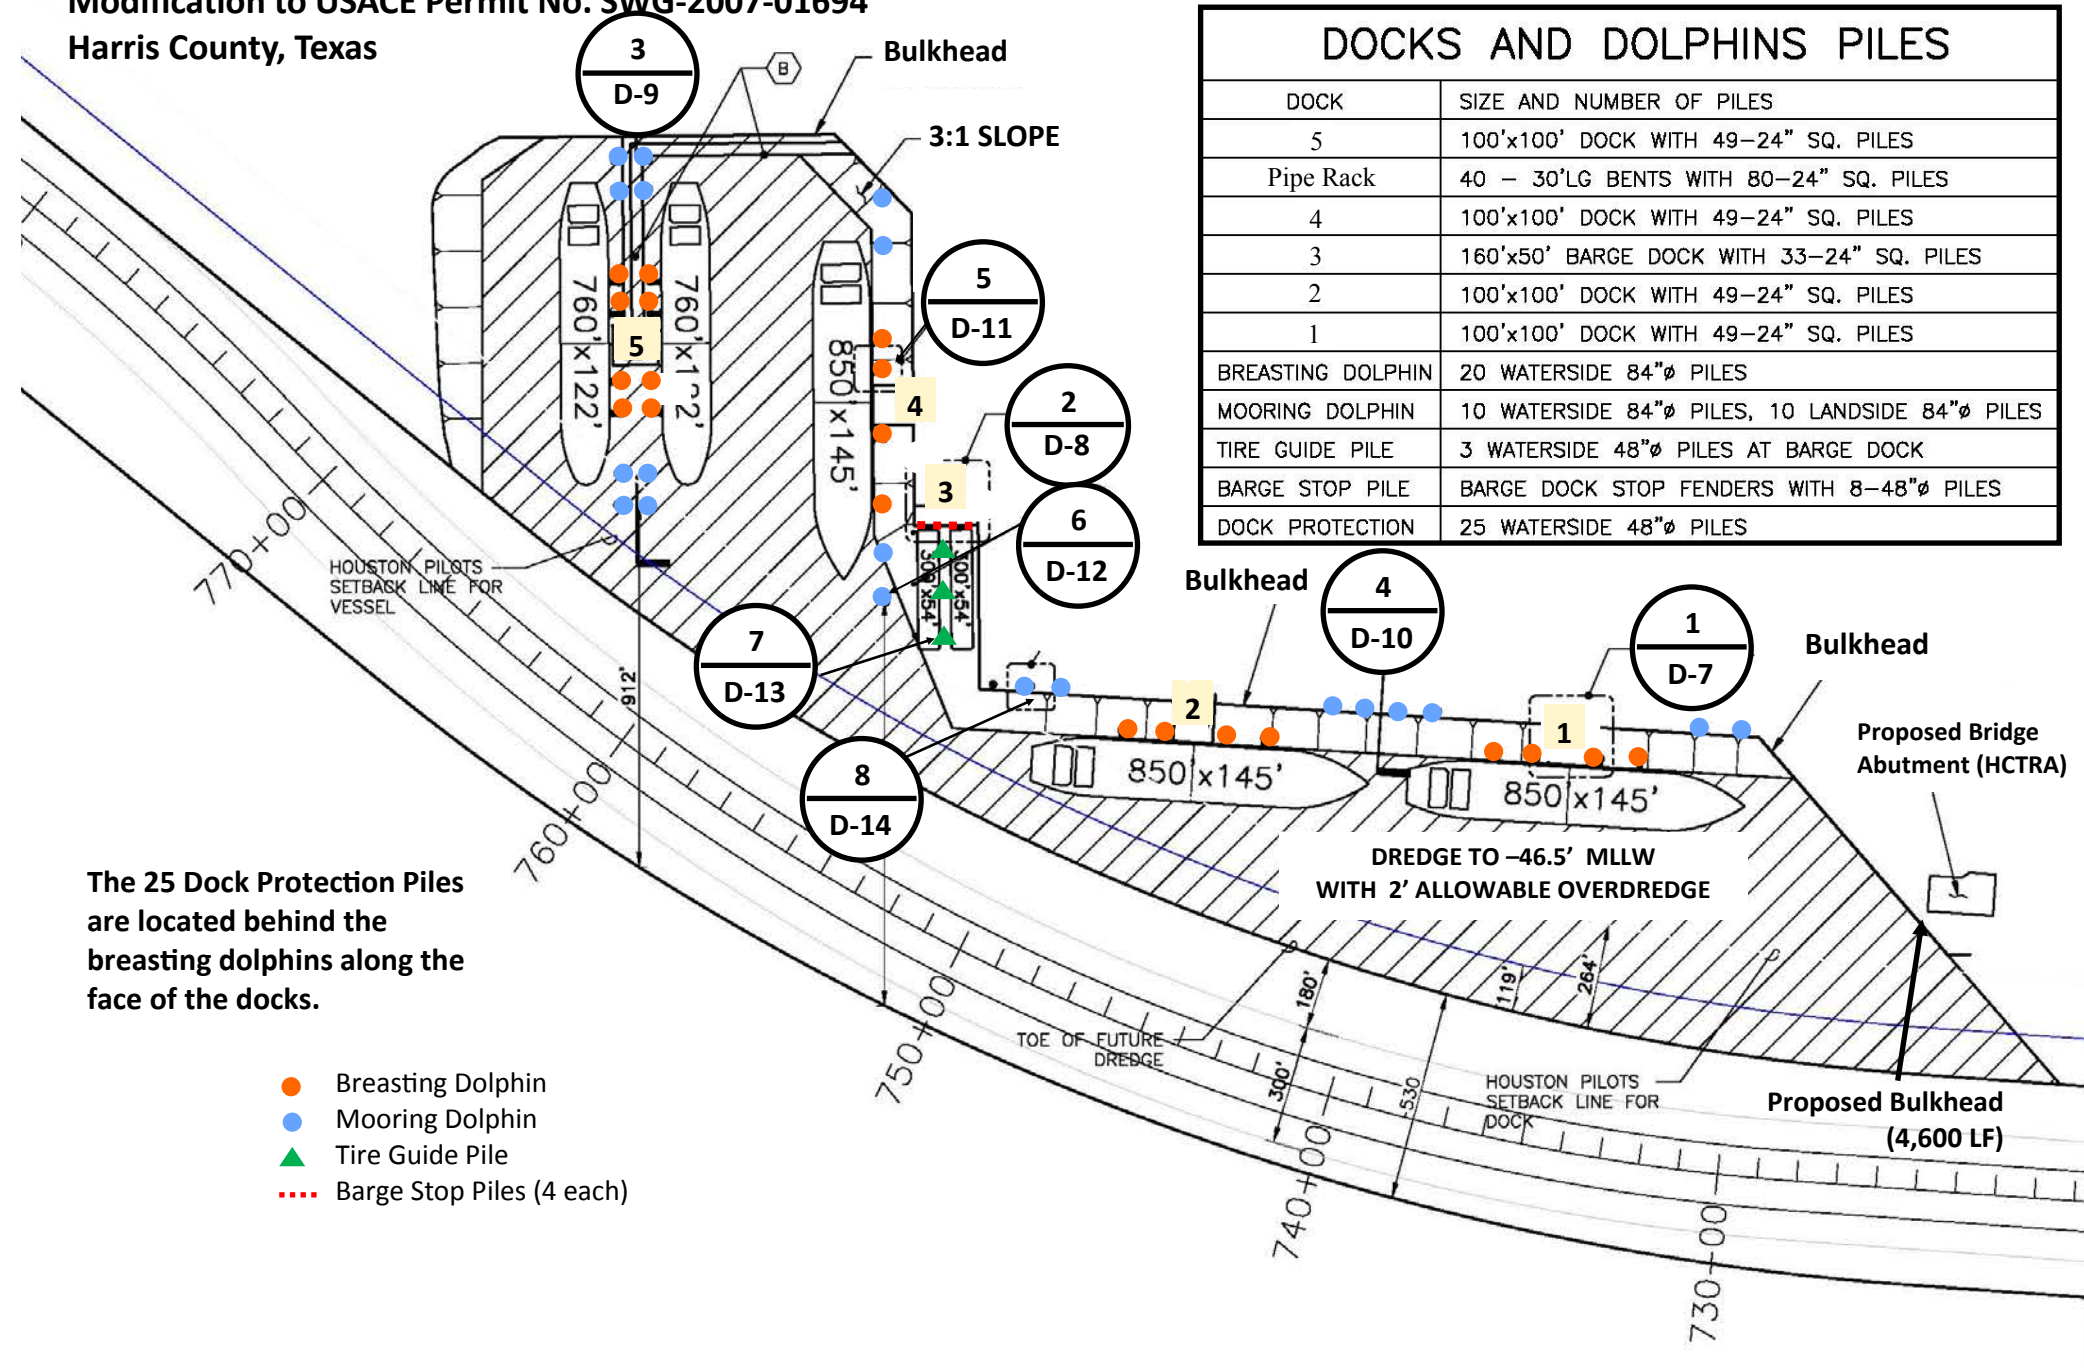 Modification to USACE Permit No. SWG-2007-01694
Harris County, Texas
3
D-9
B
Bulkhead
3:1 SLOPE
DOCKS AND DOLPHINS PILES
DOCK SIZE AND NUMBER OF PILES
5 100'x100' DOCK WITH 49-24" SQ. PILES
Pipe Rack 40 - 30'LG BENTS WITH 80-24" SQ. PILES
4 100'x100' DOCK WITH 49-24" SQ. PILES
3 160'x50' BARGE DOCK WITH 33-24" SQ. PILES
2 100'x100' DOCK WITH 49-24" SQ. PILES
1 100'x100' DOCK WITH 49-24" SQ. PILES
BREASTING DOLPHIN 20 WATERSIDE 84"ø PILES
MOORING DOLPHIN 10 WATERSIDE 84"ø PILES, 10 LANDSIDE 84"ø PILES
TIRE GUIDE PILE 3 WATERSIDE 48"ø PILES AT BARGE DOCK
BARGE STOP PILE BARGE DOCK STOP FENDERS WITH 8-48"ø PILES
DOCK PROTECTION 25 WATERSIDE 48"ø PILES
760'x122'
760'x122'
5
850'x145'
5
D-11
4
2
D-8
3
6
D-12
300'x54'
300'x54'
770+00
HOUSTON PILOTS
SETBACK LINE FOR
VESSEL
912'
7
D-13
8
D-14
Bulkhead
4
D-10
1
D-7
Bulkhead
2
1
850'x145'
850'x145'
Proposed Bridge
Abutment (HCTRA)
DREDGE TO –46.5' MLLW
WITH 2' ALLOWABLE OVERDREDGE
760+00
The 25 Dock Protection Piles
are located behind the
breasting dolphins along the
face of the docks.
180'
119'
264'
750+00
TOE OF FUTURE
DREDGE
300'
530
HOUSTON PILOTS
SETBACK LINE FOR
DOCK
Proposed Bulkhead
(4,600 LF)
Breasting Dolphin
Mooring Dolphin
Tire Guide Pile
Barge Stop Piles (4 each)
740+00
730+00